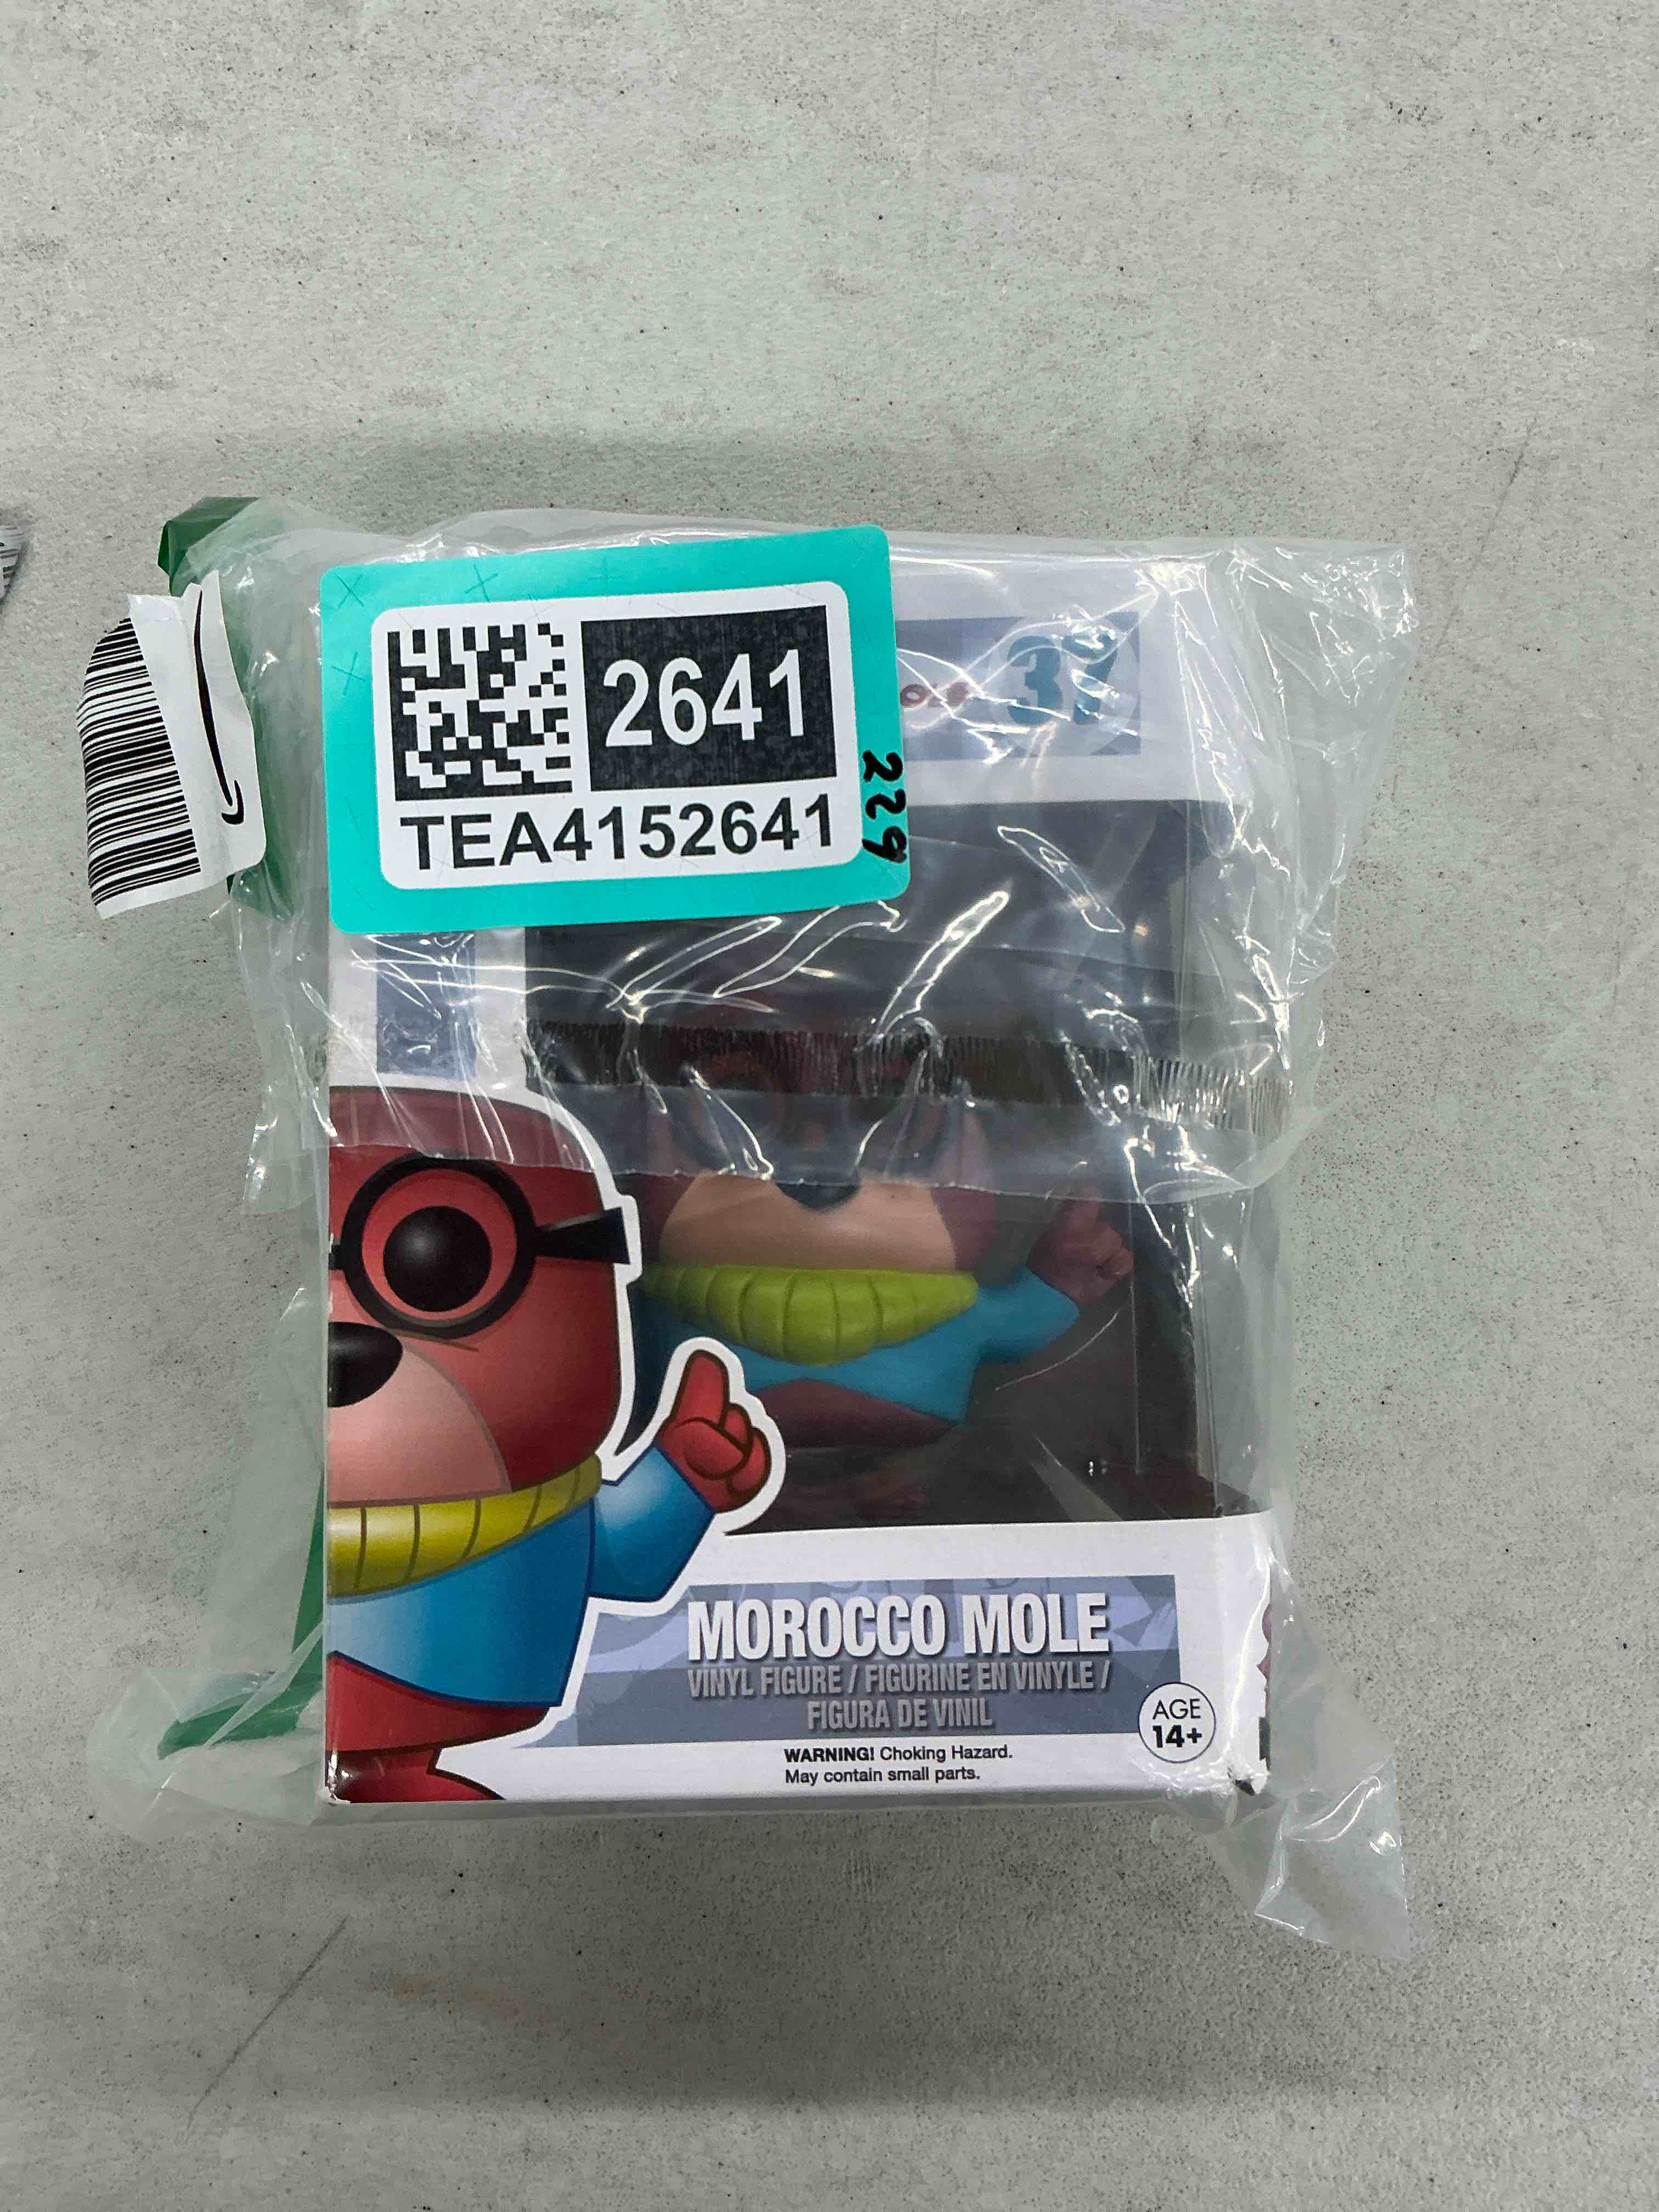 2641
TEA4152641
229
37
MOROCCO MOLE
VINYL FIGURE / FIGURINE EN VINYLE /
FIGURA DE VINIL
AGE
14+
WARNING! Choking Hazard.
May contain small parts.